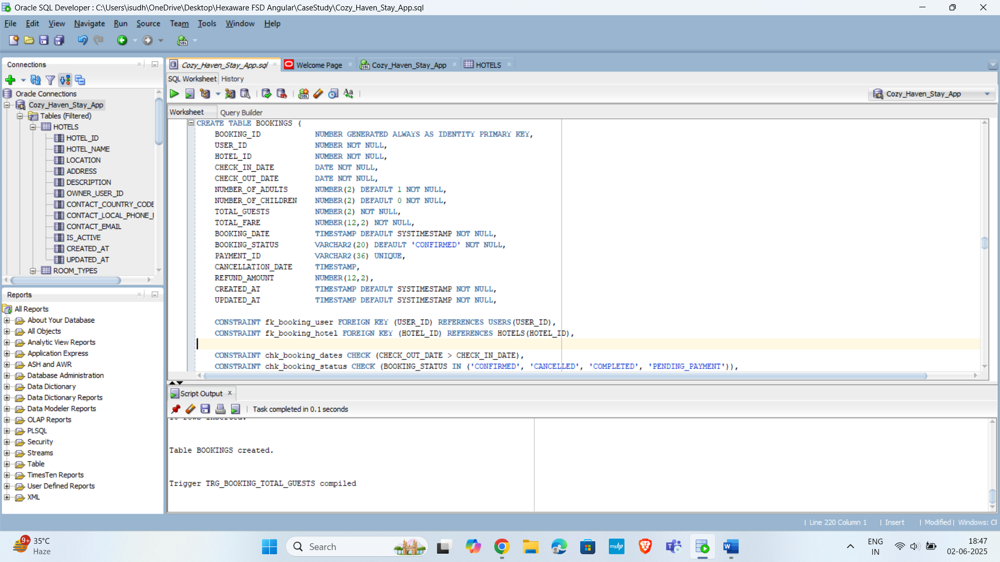 Oracle SQL Developer : C:\Users\isudh\OneDrive\Desktop\Hexaware FSD Angular\CaseStudy\Cozy_Haven_Stay_App.sql
File Edit View Navigate Run Source Team Tools Window Help
Connections
Oracle Connections
Cozy_Haven_Stay_App
Tables (Filtered)
HOTELS
HOTEL_ID
HOTEL_NAME
LOCATION
ADDRESS
DESCRIPTION
OWNER_USER_ID
CONTACT_COUNTRY_CODE
CONTACT_LOCAL_PHONE_
CONTACT_EMAIL
IS_ACTIVE
CREATED_AT
UPDATED_AT
ROOM_TYPES
Reports
All Reports
About Your Database
All Objects
Analytic View Reports
Application Express
ASH and AWR
Database Administration
Data Dictionary
Data Dictionary Reports
Data Modeler Reports
OLAP Reports
PLSQL
Security
Streams
Table
TimesTen Reports
User Defined Reports
XML
Cozy_Haven_Stay_App.sql Welcome Page Cozy_Haven_Stay_App HOTELS
SQL Worksheet History
Cozy_Haven_Stay_App
Worksheet Query Builder
CREATE TABLE BOOKINGS (
BOOKING_ID NUMBER GENERATED ALWAYS AS IDENTITY PRIMARY KEY,
USER_ID NUMBER NOT NULL,
HOTEL_ID NUMBER NOT NULL,
CHECK_IN_DATE DATE NOT NULL,
CHECK_OUT_DATE DATE NOT NULL,
NUMBER_OF_ADULTS NUMBER(2) DEFAULT 1 NOT NULL,
NUMBER_OF_CHILDREN NUMBER(2) DEFAULT 0 NOT NULL,
TOTAL_GUESTS NUMBER(2) NOT NULL,
TOTAL_FARE NUMBER(12,2) NOT NULL,
BOOKING_DATE TIMESTAMP DEFAULT SYSTIMESTAMP NOT NULL,
BOOKING_STATUS VARCHAR2(20) DEFAULT 'CONFIRMED' NOT NULL,
PAYMENT_ID VARCHAR2(36) UNIQUE,
CANCELLATION_DATE TIMESTAMP,
REFUND_AMOUNT NUMBER(12,2),
CREATED_AT TIMESTAMP DEFAULT SYSTIMESTAMP NOT NULL,
UPDATED_AT TIMESTAMP DEFAULT SYSTIMESTAMP NOT NULL,
CONSTRAINT fk_booking_user FOREIGN KEY (USER_ID) REFERENCES USERS(USER_ID),
CONSTRAINT fk_booking_hotel FOREIGN KEY (HOTEL_ID) REFERENCES HOTELS(HOTEL_ID),
CONSTRAINT chk_booking_dates CHECK (CHECK_OUT_DATE > CHECK_IN_DATE),
CONSTRAINT chk_booking_status CHECK (BOOKING_STATUS IN ('CONFIRMED', 'CANCELLED', 'COMPLETED', 'PENDING_PAYMENT')),
Script Output
Task completed in 0.1 seconds
rows inserted.
Table BOOKINGS created.
Trigger TRG_BOOKING_TOTAL_GUESTS compiled
| Line 220 Column 1 | Insert | Modified | Windows: CF
9+ 35°C
Haze
Search
myhp
ENG
IN
18:47
02-06-2025